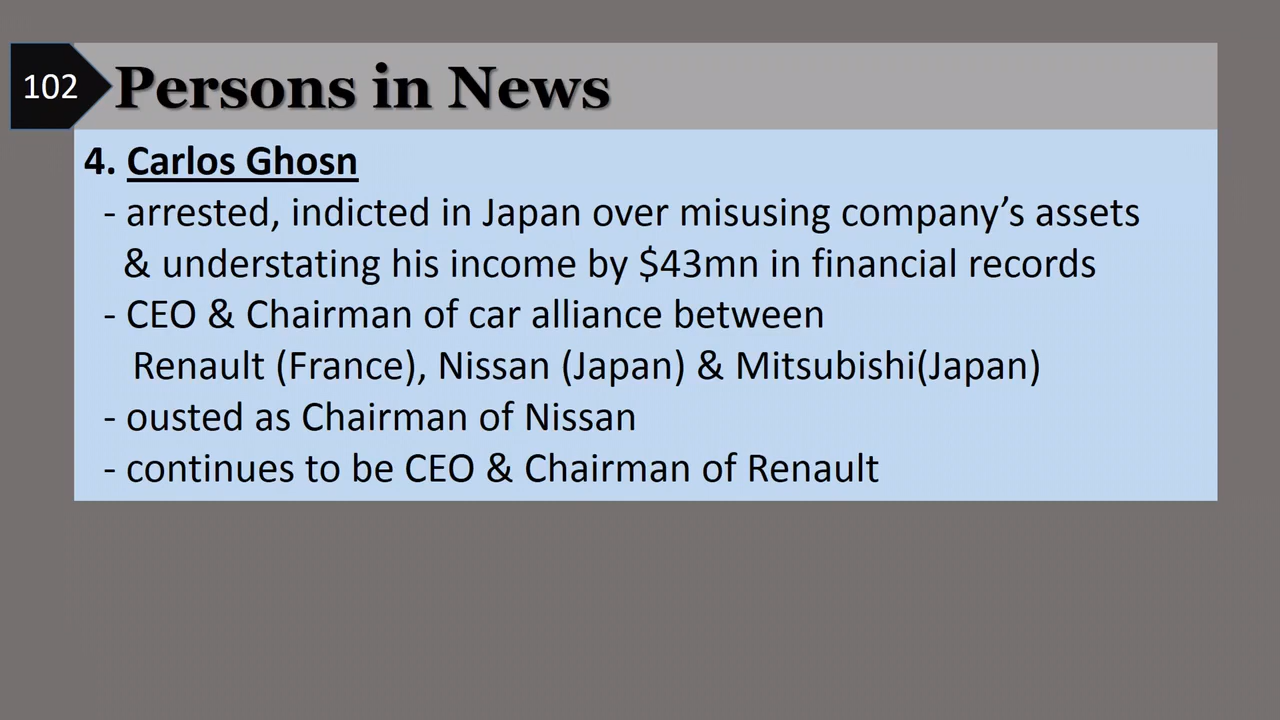 102
Persons in News
4. Carlos Ghosn
- arrested, indicted in Japan over misusing company’s assets
& understating his income by $43mn in financial records
- CEO & Chairman of car alliance between
Renault (France), Nissan (Japan) & Mitsubishi(Japan)
- ousted as Chairman of Nissan
- continues to be CEO & Chairman of Renault